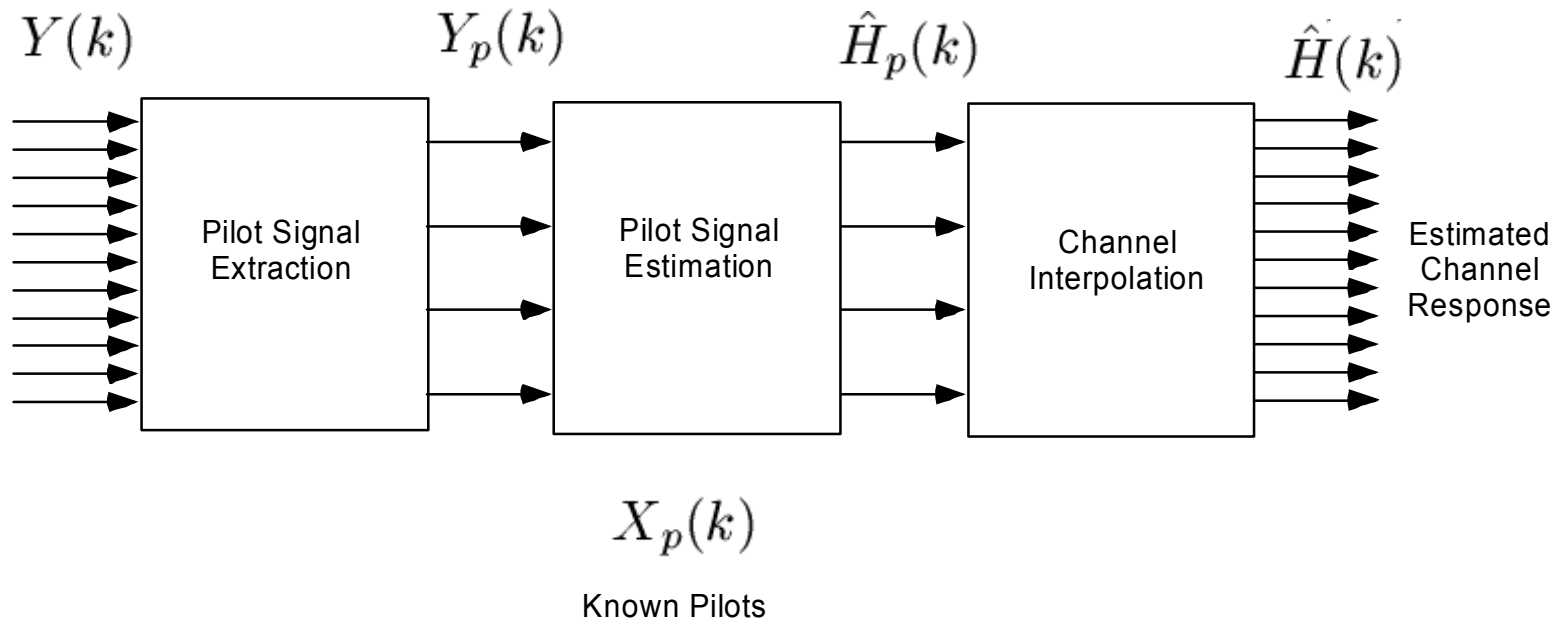 Y(k)
Y_p(k)
Ĥ_p(k)
Ĥ(k)
Pilot Signal
Extraction
Pilot Signal
Estimation
Channel
Interpolation
Estimated
Channel
Response
X_p(k)
Known Pilots